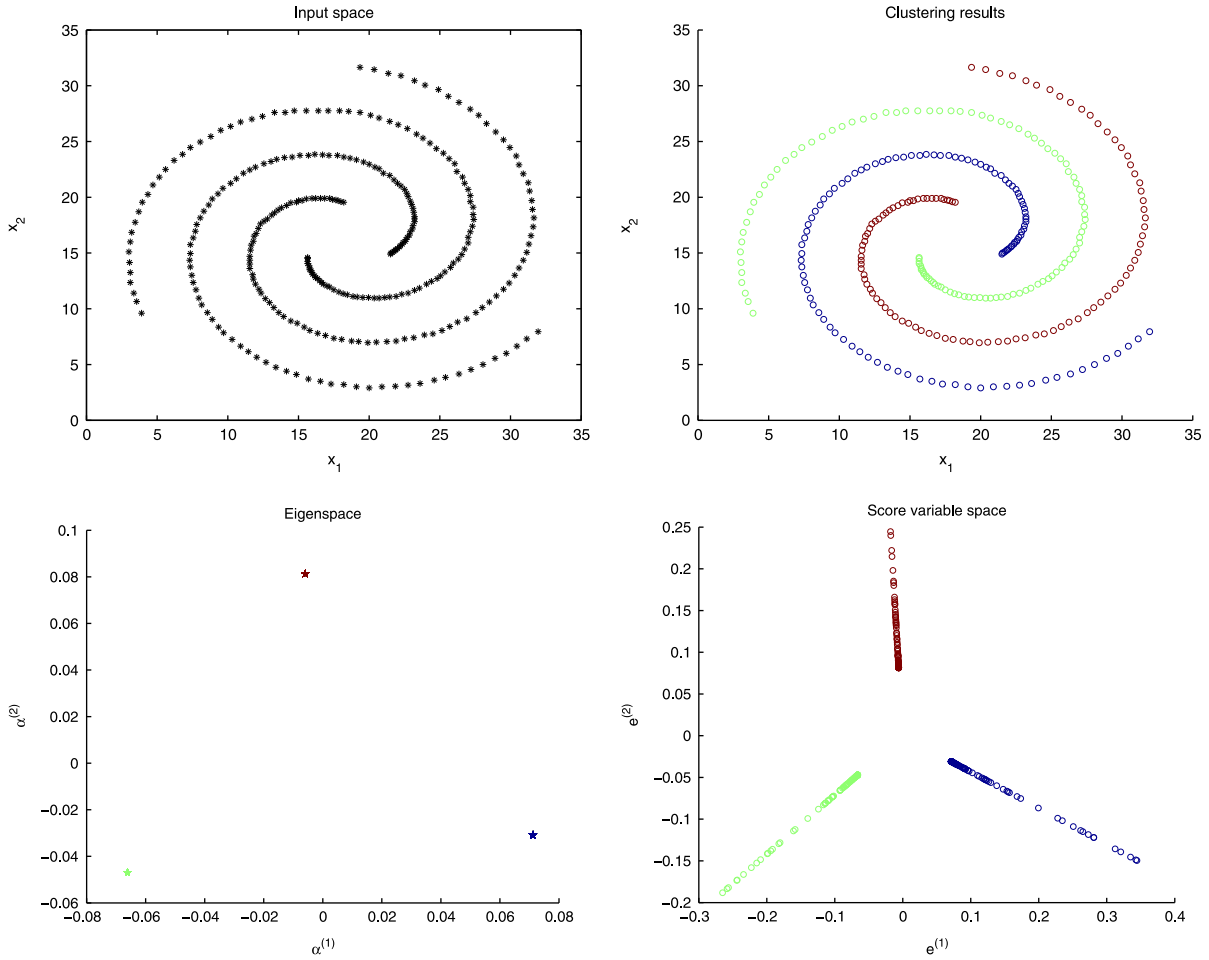 Input space
35
30
25
20
15
10
5
0
x_2
0 5 10 15 20 25 30 35
x_1
Clustering results
35
30
25
20
15
10
5
0
x_2
0 5 10 15 20 25 30 35
x_1
Eigenspace
0.1
0.08
0.06
0.04
0.02
0
−0.02
−0.04
−0.06
α^(2)
−0.08 −0.06 −0.04 −0.02 0 0.02 0.04 0.06 0.08
α^(1)
Score variable space
0.25
0.2
0.15
0.1
0.05
0
−0.05
−0.1
−0.15
−0.2
e^(2)
−0.3 −0.2 −0.1 0 0.1 0.2 0.3 0.4
e^(1)